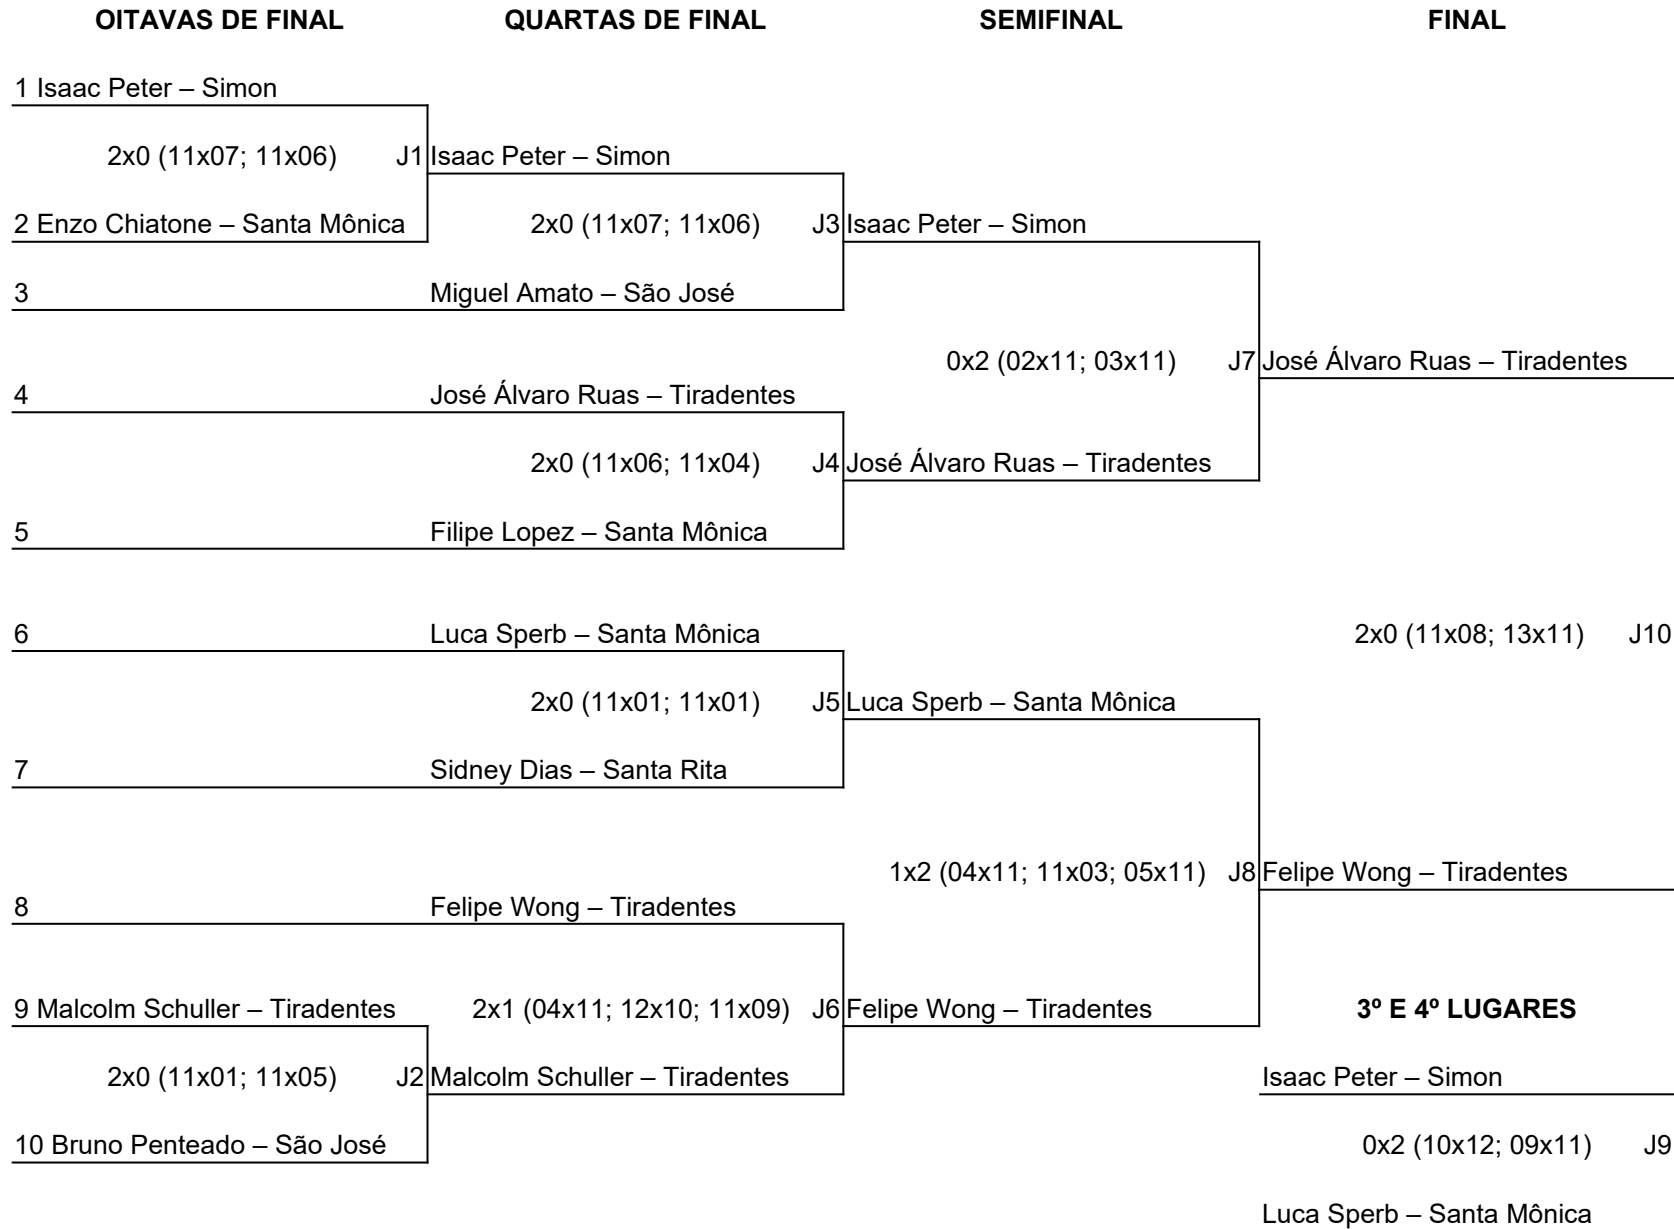 OITAVAS DE FINAL QUARTAS DE FINAL SEMIFINAL FINAL
1 Isaac Peter – Simon
2x0 (11x07; 11x06) J1 Isaac Peter – Simon
2 Enzo Chiatone – Santa Mônica 2x0 (11x07; 11x06) J3 Isaac Peter – Simon
3 Miguel Amato – São José
0x2 (02x11; 03x11) J7 José Álvaro Ruas – Tiradentes
4 José Álvaro Ruas – Tiradentes
2x0 (11x06; 11x04) J4 José Álvaro Ruas – Tiradentes
5 Filipe Lopez – Santa Mônica
6 Luca Sperb – Santa Mônica 2x0 (11x08; 13x11) J10
2x0 (11x01; 11x01) J5 Luca Sperb – Santa Mônica
7 Sidney Dias – Santa Rita
1x2 (04x11; 11x03; 05x11) J8 Felipe Wong – Tiradentes
8 Felipe Wong – Tiradentes
9 Malcolm Schuller – Tiradentes 2x1 (04x11; 12x10; 11x09) J6 Felipe Wong – Tiradentes 3º E 4º LUGARES
2x0 (11x01; 11x05) J2 Malcolm Schuller – Tiradentes Isaac Peter – Simon
10 Bruno Penteado – São José 0x2 (10x12; 09x11) J9
Luca Sperb – Santa Mônica